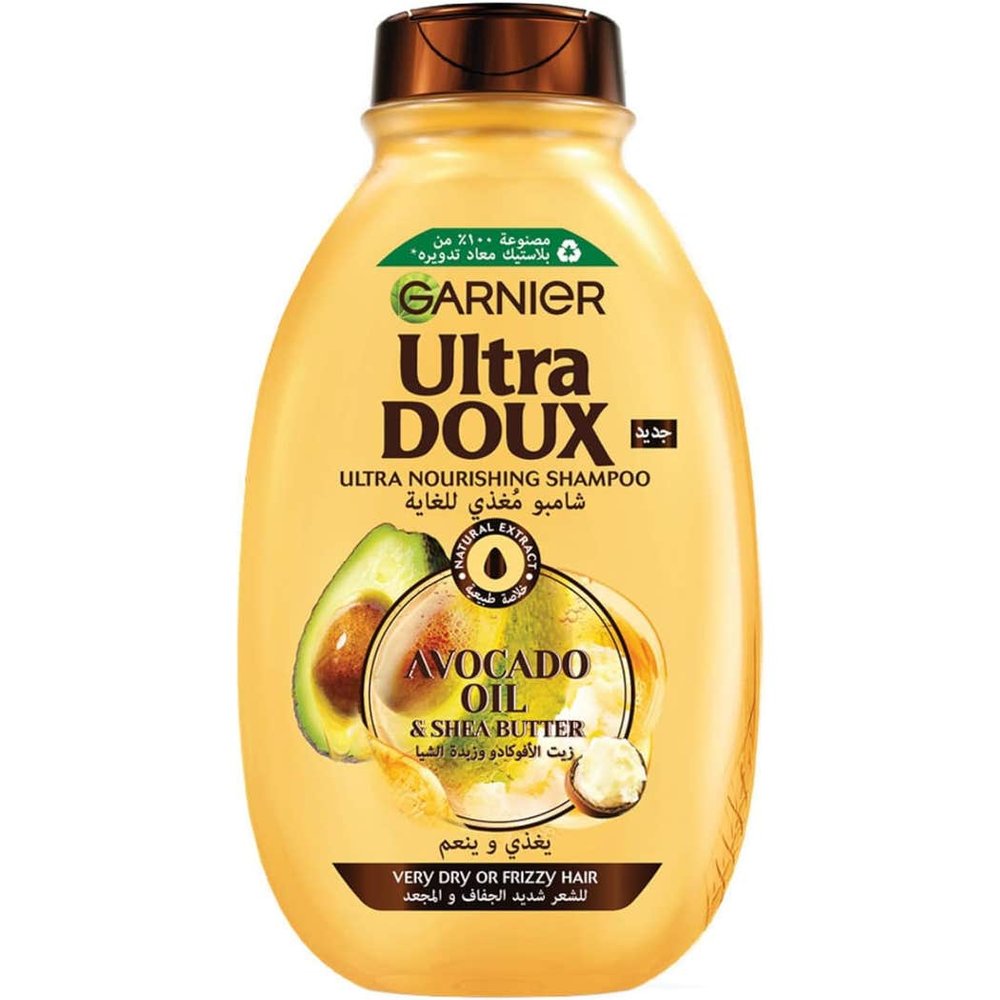 مصنوعة ١٠٠٪ من
بلاستيك معاد تدويره*
GARNIER
Ultra
DOUX
جديد
ULTRA NOURISHING SHAMPOO
شامبو مُغذي للغاية
NATURAL EXTRACT
خلاصة طبيعية
AVOCADO
OIL
& SHEA BUTTER
زيت الأفوكادو وزبدة الشيا
يغذي و ينعم
VERY DRY OR FRIZZY HAIR
للشعر شديد الجفاف و المجعد